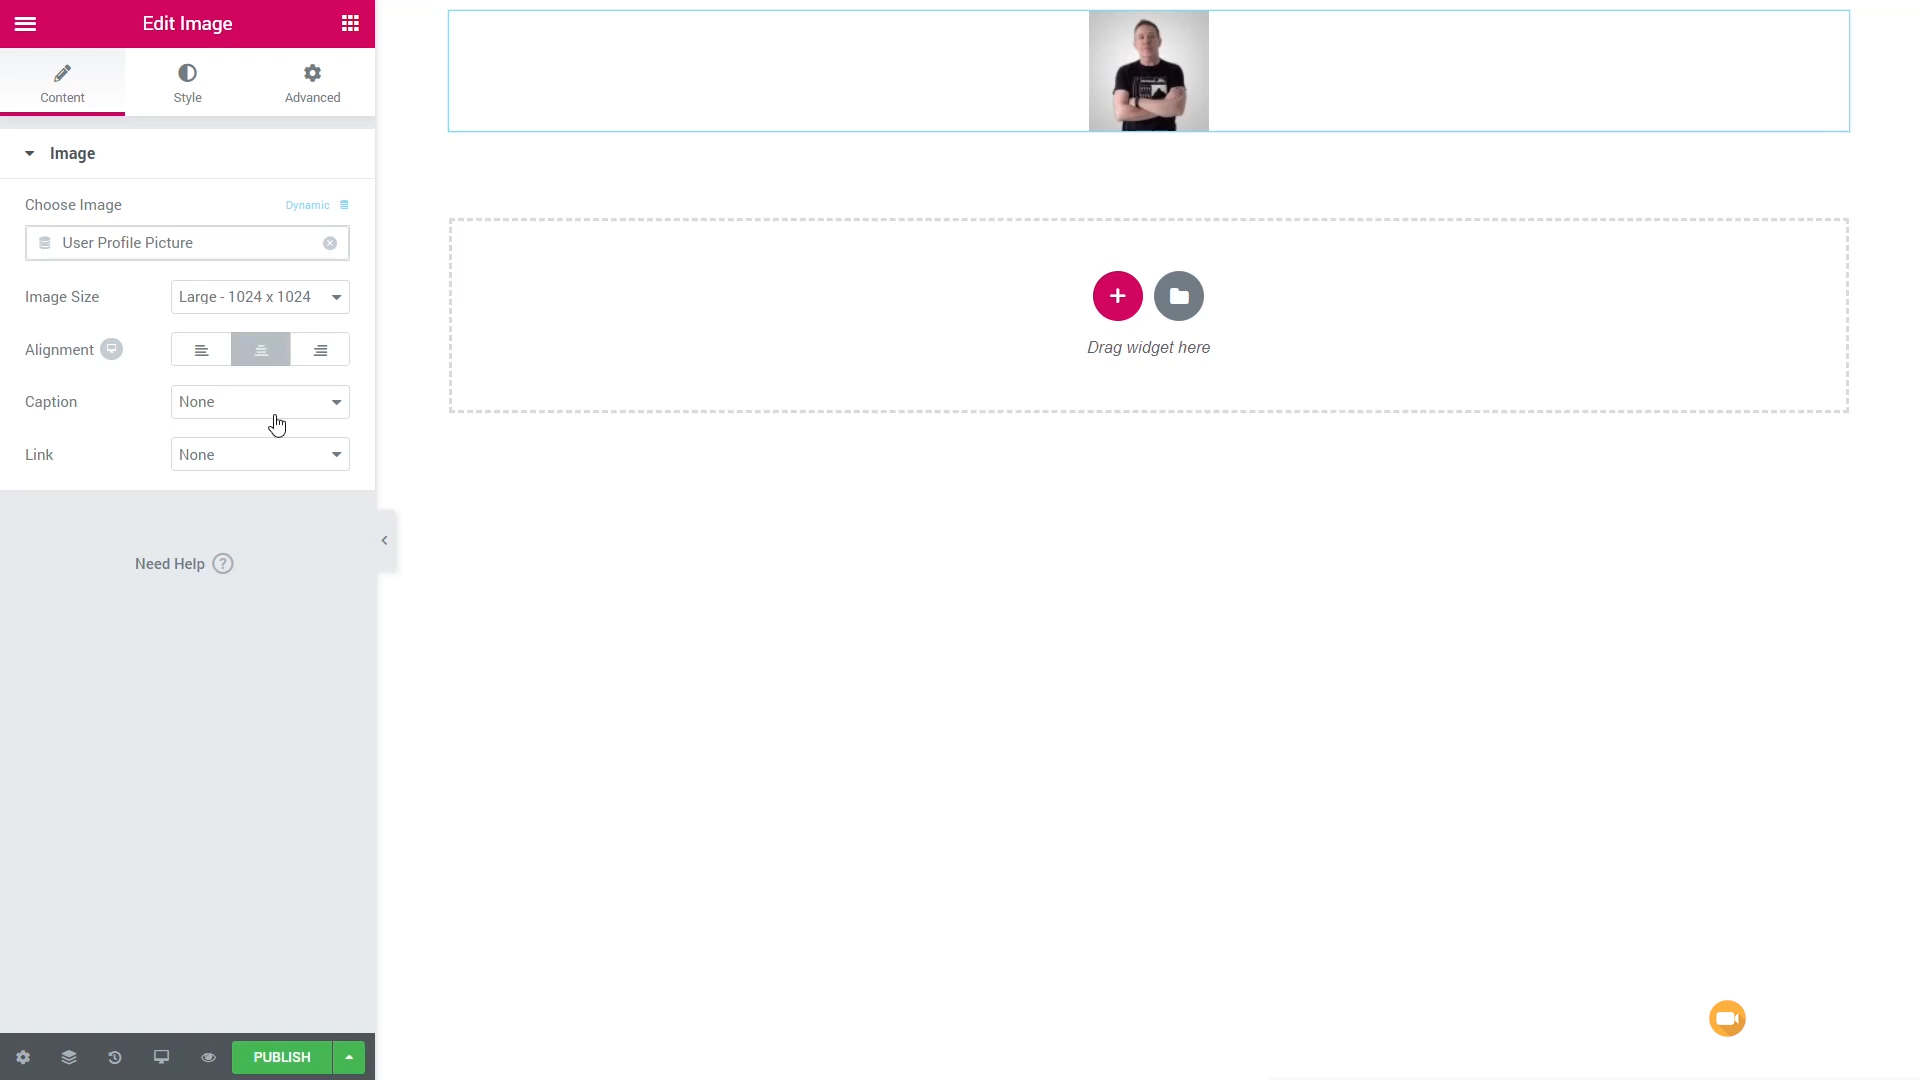 Edit Image
Content
Style
Advanced
Image
Choose Image
Dynamic
User Profile Picture
Image Size
Large - 1024 x 1024
Alignment
Caption
None
Link
None
Need Help ?
PUBLISH
Drag widget here